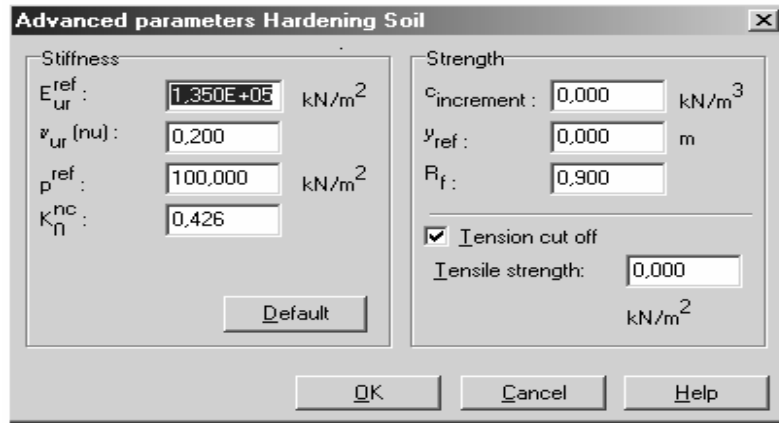 Advanced parameters Hardening Soil
Stiffness
E_ur^ref : 1,350E+05 kN/m²
ν_ur (nu) : 0,200
p^ref : 100,000 kN/m²
K_0^nc : 0,426
Default
Strength
c_increment : 0,000 kN/m³
y_ref : 0,000 m
R_f : 0,900
Tension cut off
Tensile strength: 0,000
kN/m²
OK Cancel Help